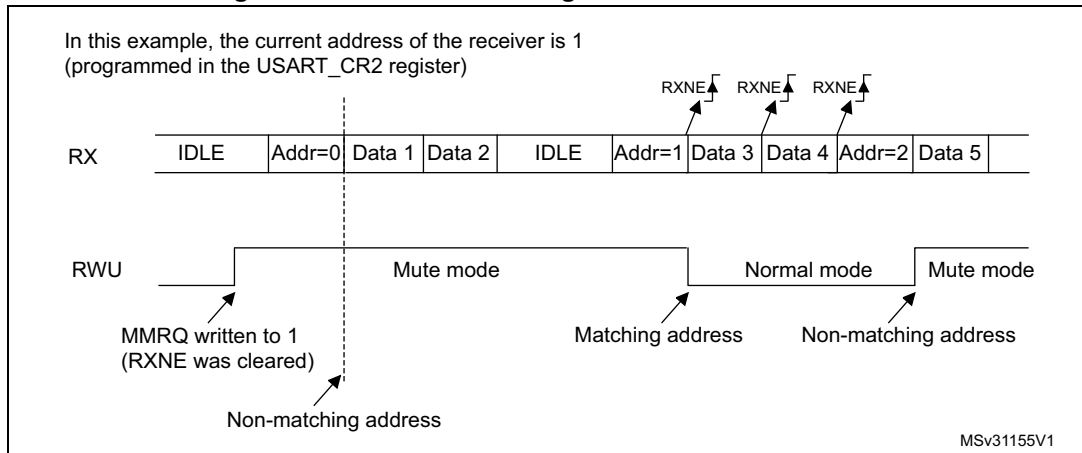 In this example, the current address of the receiver is 1
(programmed in the USART_CR2 register)
RXNE RXNE RXNE
RX IDLE Addr=0 Data 1 Data 2 IDLE Addr=1 Data 3 Data 4 Addr=2 Data 5
RWU Mute mode Normal mode Mute mode
MMRQ written to 1 Matching address Non-matching address
(RXNE was cleared)
Non-matching address
MSv31155V1